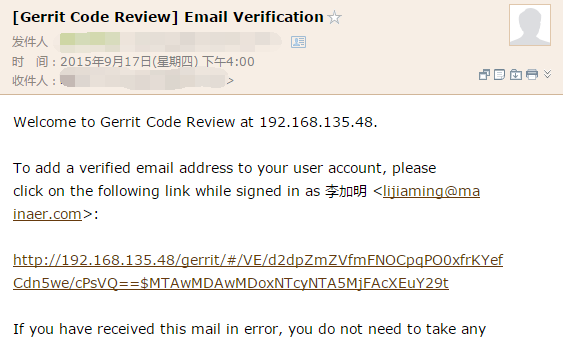 [Gerrit Code Review] Email Verification
发件人
时 间：2015年9月17日(星期四) 下午4:00
收件人： >
Welcome to Gerrit Code Review at 192.168.135.48.
To add a verified email address to your user account, please
click on the following link while signed in as 李加明 <lijiaming@ma
inaer.com>:
http://192.168.135.48/gerrit/#/VE/d2dpZmZVfmFNOCpqPO0xfrKYef
Cdn5we/cPsVQ==$MTAwMDAwMDoxNTcyNTA5MjFAcXEuY29t
If you have received this mail in error, you do not need to take any